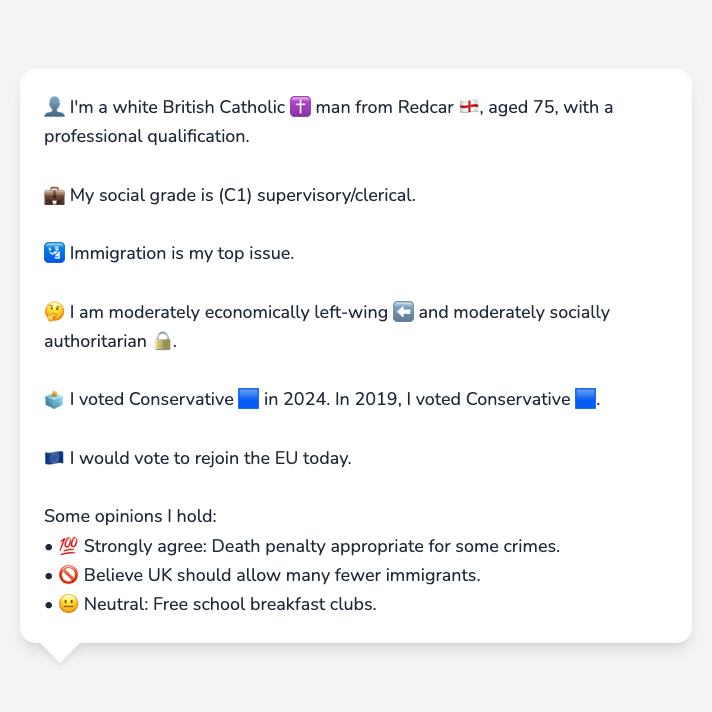 👤 I'm a white British Catholic ✝️ man from Redcar 🏴󠁧󠁢󠁥󠁮󠁧󠁿, aged 75, with a
professional qualification.
💼 My social grade is (C1) supervisory/clerical.
🛂 Immigration is my top issue.
🤔 I am moderately economically left-wing ⬅️ and moderately socially
authoritarian 🔒.
🗳️ I voted Conservative 🟦 in 2024. In 2019, I voted Conservative 🟦.
🇪🇺 I would vote to rejoin the EU today.
Some opinions I hold:
• 💯 Strongly agree: Death penalty appropriate for some crimes.
• 🚫 Believe UK should allow many fewer immigrants.
• 😐 Neutral: Free school breakfast clubs.